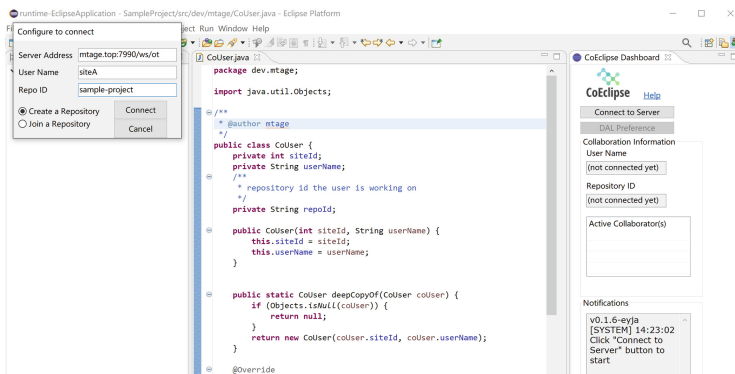 runtime-EclipseApplication - SampleProject/src/dev/mtage/CoUser.java - Eclipse Platform
ject Run Window Help
Configure to connect
Server Address mtage.top:7990/ws/ot
User Name siteA
Repo ID sample-project
Create a Repository Connect
Join a Repository Cancel
CoUser.java
package dev.mtage;
import java.util.Objects;
/**
* @author mtage
*/
public class CoUser {
private int siteId;
private String userName;
/**
* repository id the user is working on
*/
private String repoId;
public CoUser(int siteId, String userName) {
this.siteId = siteId;
this.userName = userName;
}
public static CoUser deepCopyOf(CoUser coUser) {
if (Objects.isNull(coUser)) {
return null;
}
return new CoUser(coUser.siteId, coUser.userName);
}
@Override
CoEclipse Dashboard
CoEclipse Help
Connect to Server
DAL Preference
Collaboration Information
User Name
(not connected yet)
Repository ID
(not connected yet)
Active Collaborator(s)
Notifications
v0.1.6-eyja
[SYSTEM] 14:23:02
Click "Connect to
Server" button to
start